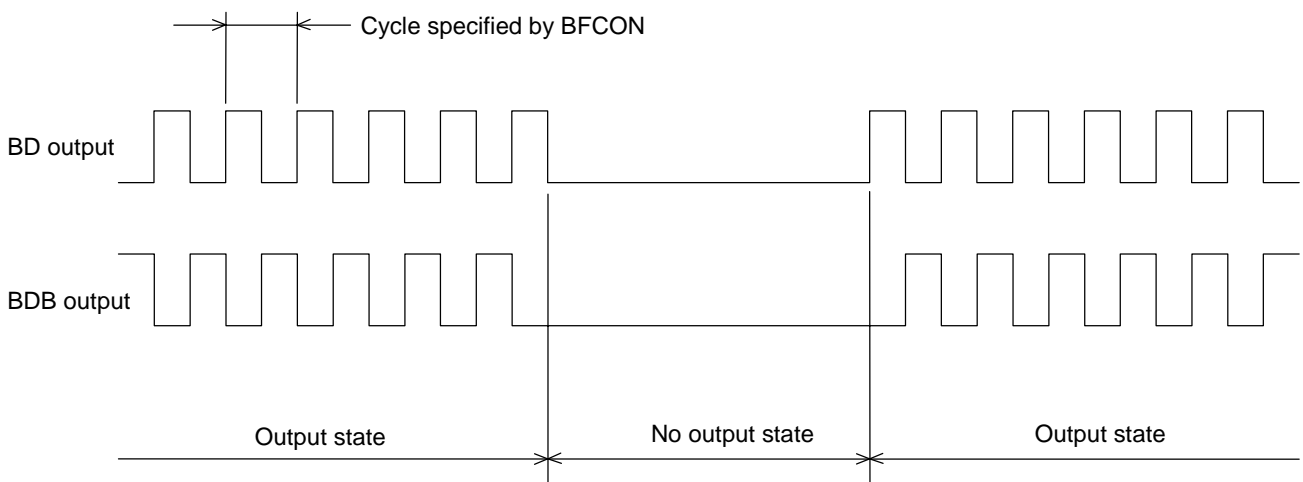 Cycle specified by BFCON
BD output
BDB output
Output state
No output state
Output state